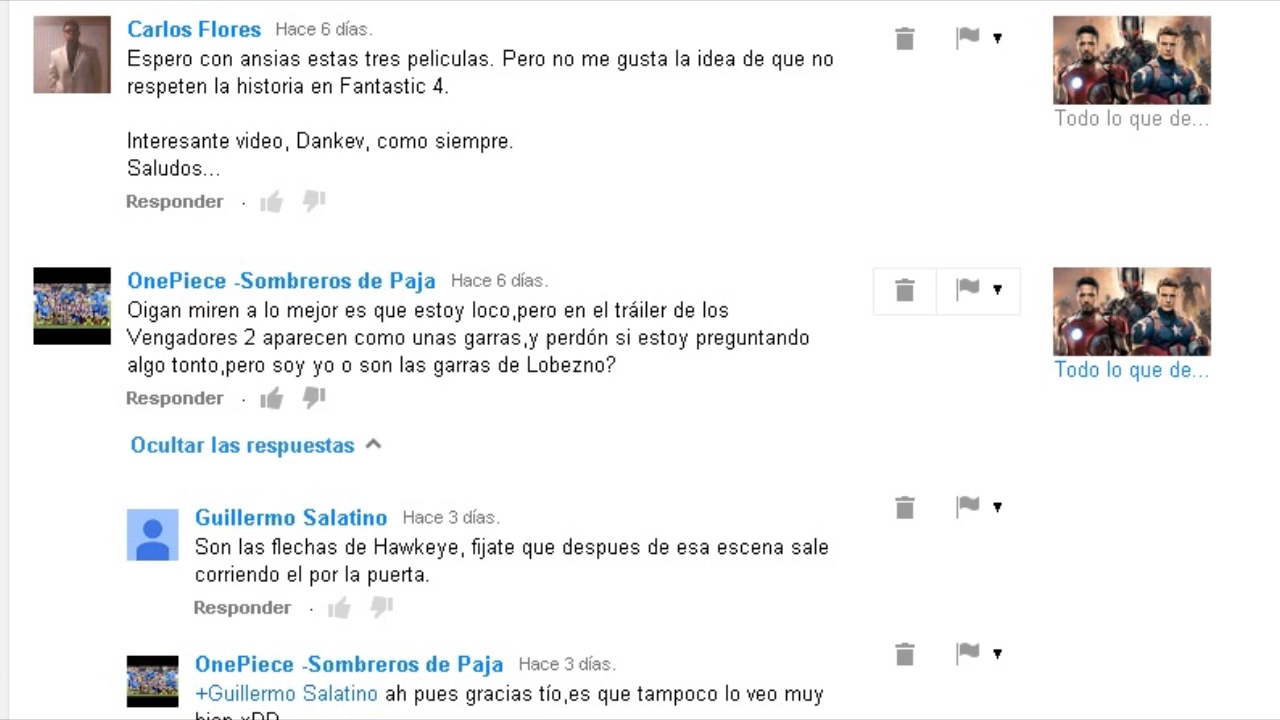 Carlos Flores Hace 6 días.
Espero con ansias estas tres peliculas. Pero no me gusta la idea de que no
respeten la historia en Fantastic 4.
Todo lo que de...
Interesante video, Dankev, como siempre.
Saludos...
Responder ·
OnePiece -Sombreros de Paja Hace 6 días.
Oigan miren a lo mejor es que estoy loco,pero en el tráiler de los
Vengadores 2 aparecen como unas garras,y perdón si estoy preguntando
algo tonto,pero soy yo o son las garras de Lobezno?
Todo lo que de...
Responder ·
Ocultar las respuestas
Guillermo Salatino Hace 3 días.
Son las flechas de Hawkeye, fijate que despues de esa escena sale
corriendo el por la puerta.
Responder ·
OnePiece -Sombreros de Paja Hace 3 días.
+Guillermo Salatino ah pues gracias tío,es que tampoco lo veo muy